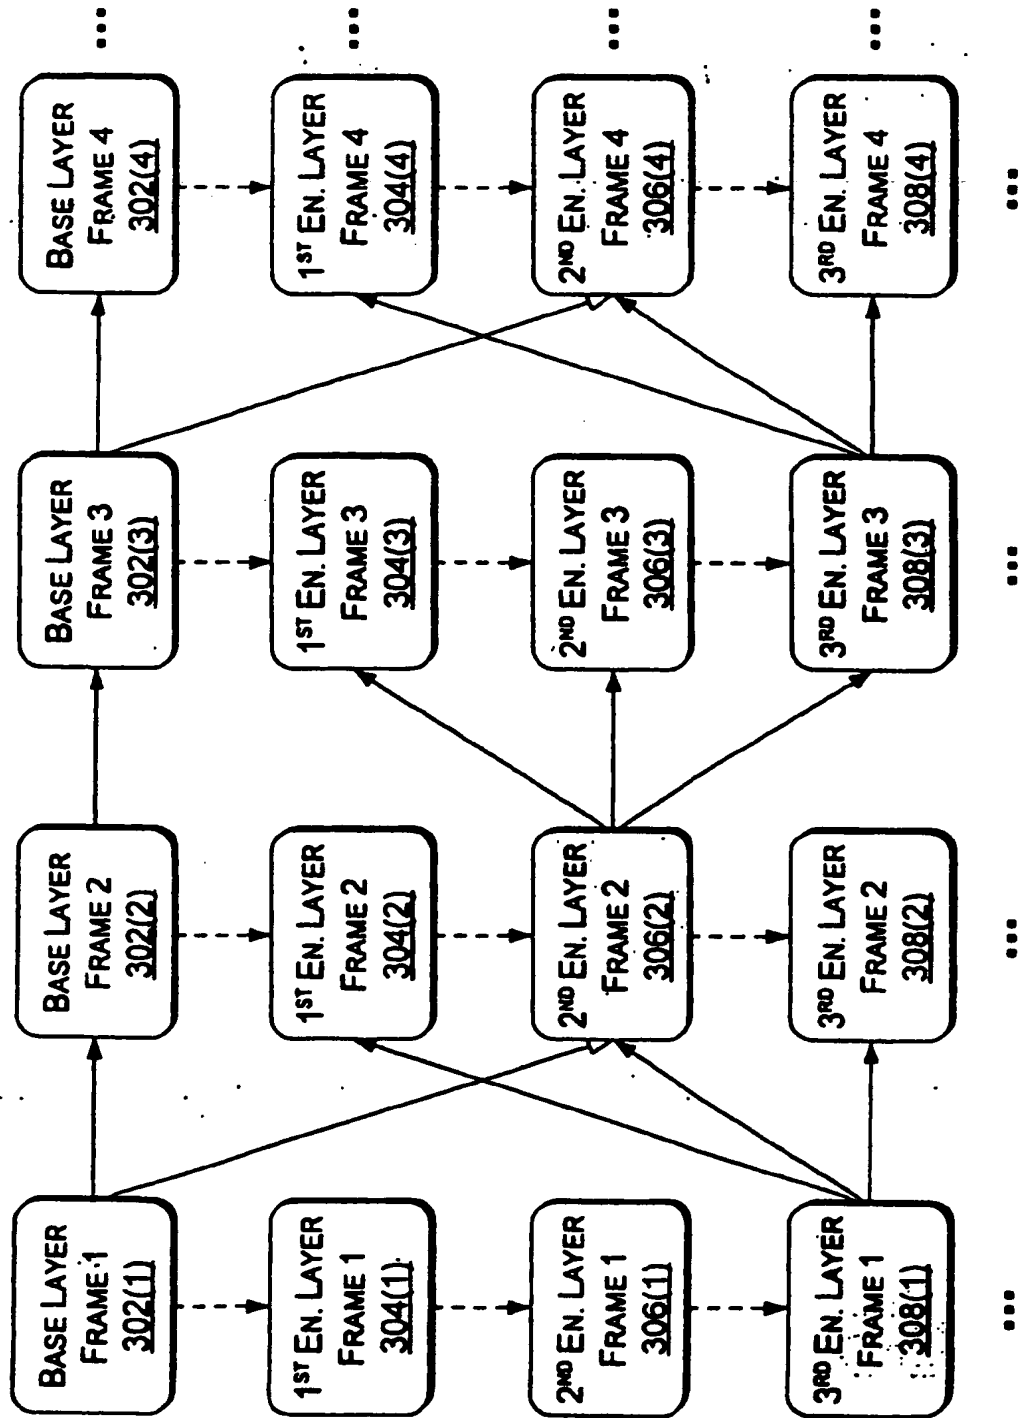 BASE LAYER
FRAME 1
302(1)
BASE LAYER
FRAME 2
302(2)
BASE LAYER
FRAME 3
302(3)
BASE LAYER
FRAME 4
302(4)
...
1ST EN. LAYER
FRAME 1
304(1)
1ST EN. LAYER
FRAME 2
304(2)
1ST EN. LAYER
FRAME 3
304(3)
1ST EN. LAYER
FRAME 4
304(4)
...
2ND EN. LAYER
FRAME 1
306(1)
2ND EN. LAYER
FRAME 2
306(2)
2ND EN. LAYER
FRAME 3
306(3)
2ND EN. LAYER
FRAME 4
306(4)
...
3RD EN. LAYER
FRAME 1
308(1)
3RD EN. LAYER
FRAME 2
308(2)
3RD EN. LAYER
FRAME 3
308(3)
3RD EN. LAYER
FRAME 4
308(4)
...
... ... ... ...